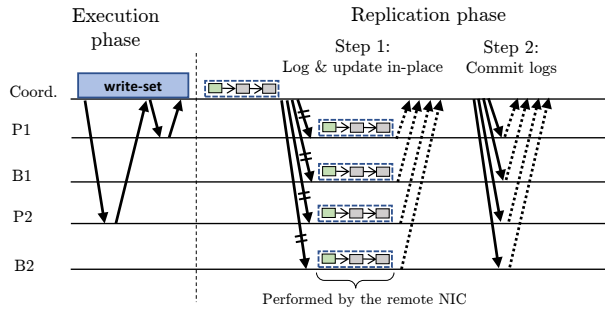 Execution
phase
Replication phase
Step 1:
Log & update in-place
Step 2:
Commit logs
Coord.
write-set
P1
B1
P2
B2
Performed by the remote NIC